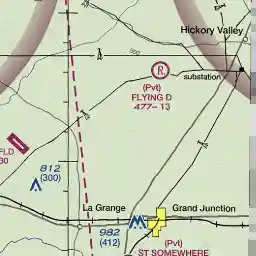 Hickory Valley
500
R
substation
(Pvt)
FLYING D
477 - 13
FLD
30
812
(300)
La Grange
Grand Junction
982
(412)
(Pvt)
ST SOMEWHERE